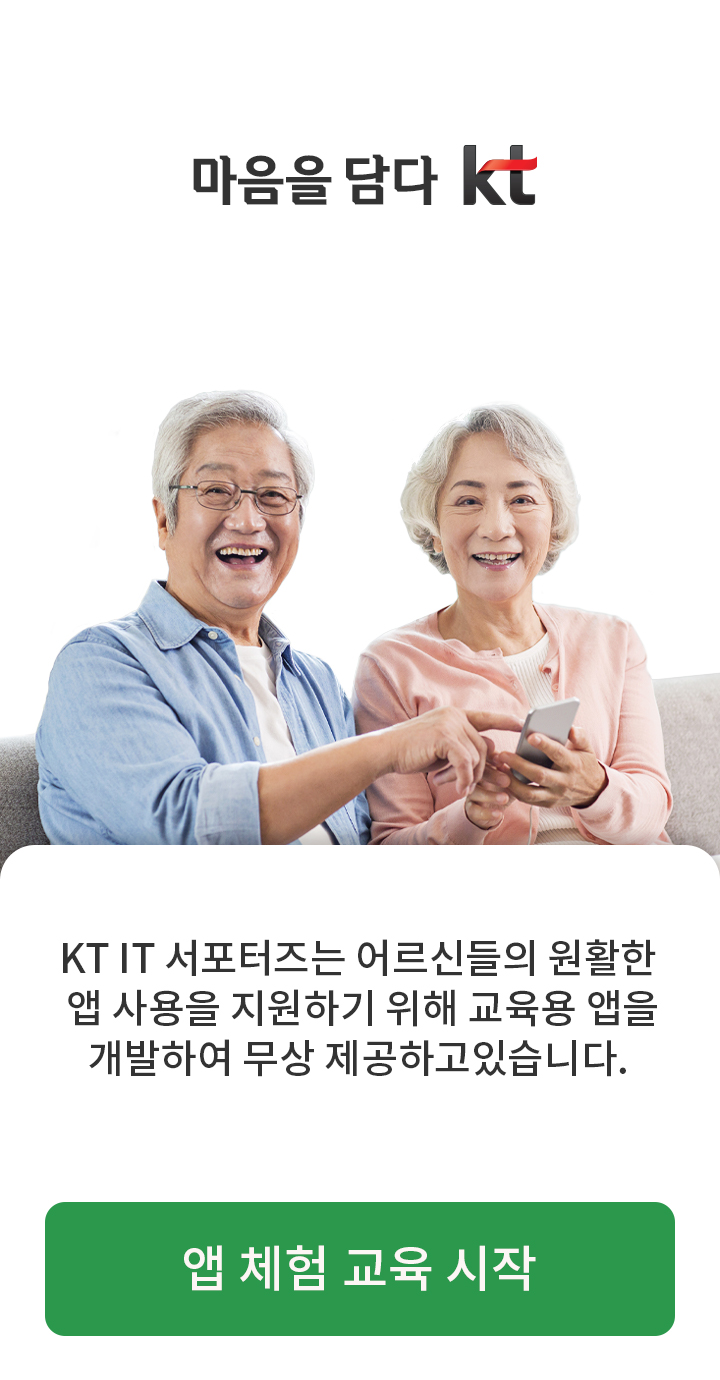 마음을 담다 kt
KT IT 서포터즈는 어르신들의 원활한
앱 사용을 지원하기 위해 교육용 앱을
개발하여 무상 제공하고있습니다.
앱 체험 교육 시작